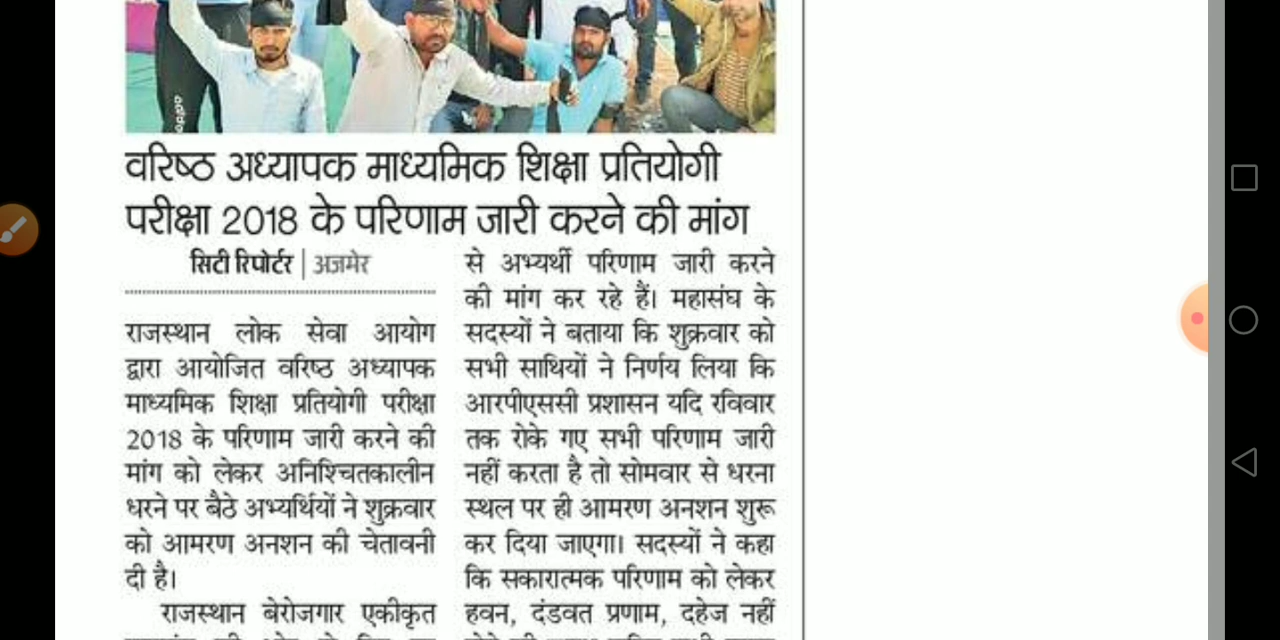 oppo
वरिष्ठ अध्यापक माध्यमिक शिक्षा प्रतियोगी
परीक्षा 2018 के परिणाम जारी करने की मांग
सिटी रिपोर्टर | अजमेर
राजस्थान लोक सेवा आयोग
द्वारा आयोजित वरिष्ठ अध्यापक
माध्यमिक शिक्षा प्रतियोगी परीक्षा
2018 के परिणाम जारी करने की
मांग को लेकर अनिश्चितकालीन
धरने पर बैठे अभ्यर्थियों ने शुक्रवार
को आमरण अनशन की चेतावनी
दी है।
राजस्थान बेरोजगार एकीकृत
से अभ्यर्थी परिणाम जारी करने
की मांग कर रहे हैं। महासंघ के
सदस्यों ने बताया कि शुक्रवार को
सभी साथियों ने निर्णय लिया कि
आरपीएससी प्रशासन यदि रविवार
तक रोके गए सभी परिणाम जारी
नहीं करता है तो सोमवार से धरना
स्थल पर ही आमरण अनशन शुरू
कर दिया जाएगा। सदस्यों ने कहा
कि सकारात्मक परिणाम को लेकर
हवन, दंडवत प्रणाम, दहेज नहीं